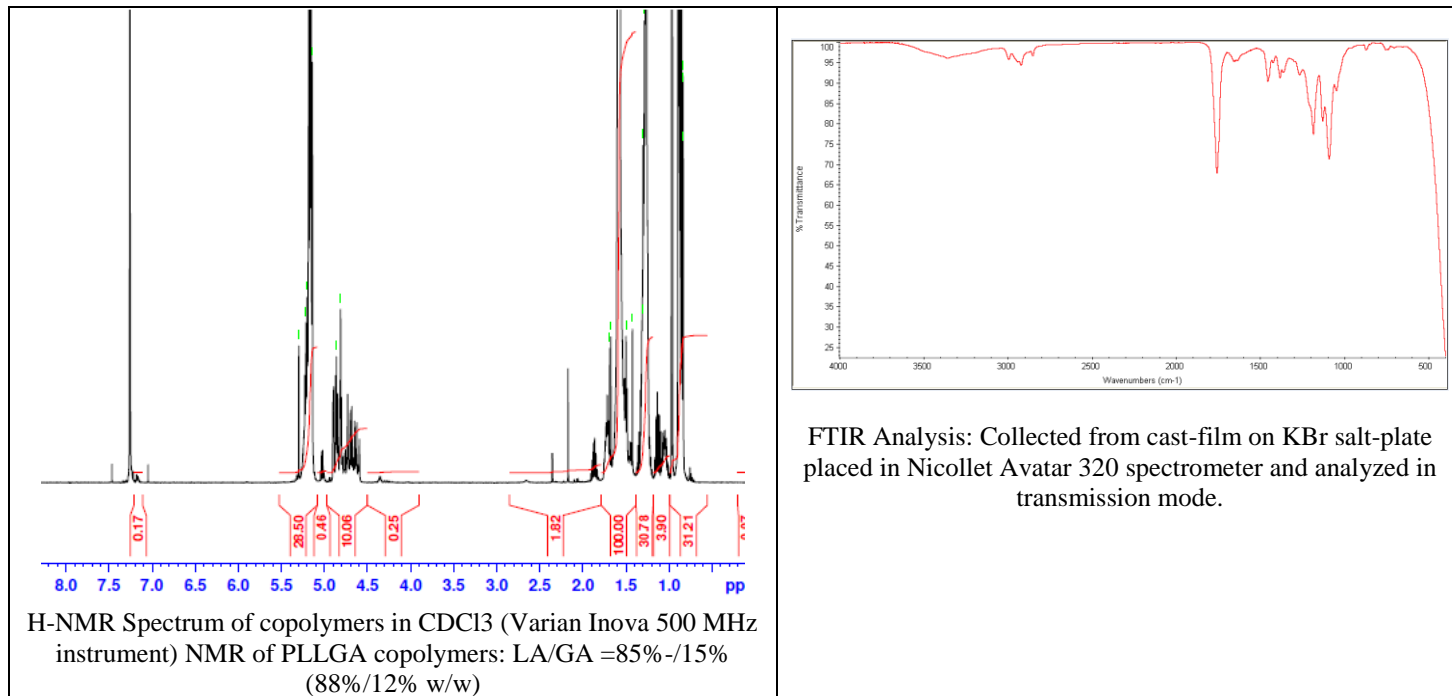 0.17
28.50
0.46
10.06
0.25
1.82
100.00
30.78
3.90
31.21
8.0 7.5 7.0 6.5 6.0 5.5 5.0 4.5 4.0 3.5 3.0 2.5 2.0 1.5 1.0 pp
H-NMR Spectrum of copolymers in CDCl3 (Varian Inova 500 MHz
instrument) NMR of PLLGA copolymers: LA/GA =85%-/15%
(88%/12% w/w)
100
95
90
85
80
75
70
65
60
55
50
45
40
35
30
25
%Transmittance
4000 3500 3000 2500 2000 1500 1000 500
Wavenumbers (cm-1)
FTIR Analysis: Collected from cast-film on KBr salt-plate
placed in Nicollet Avatar 320 spectrometer and analyzed in
transmission mode.